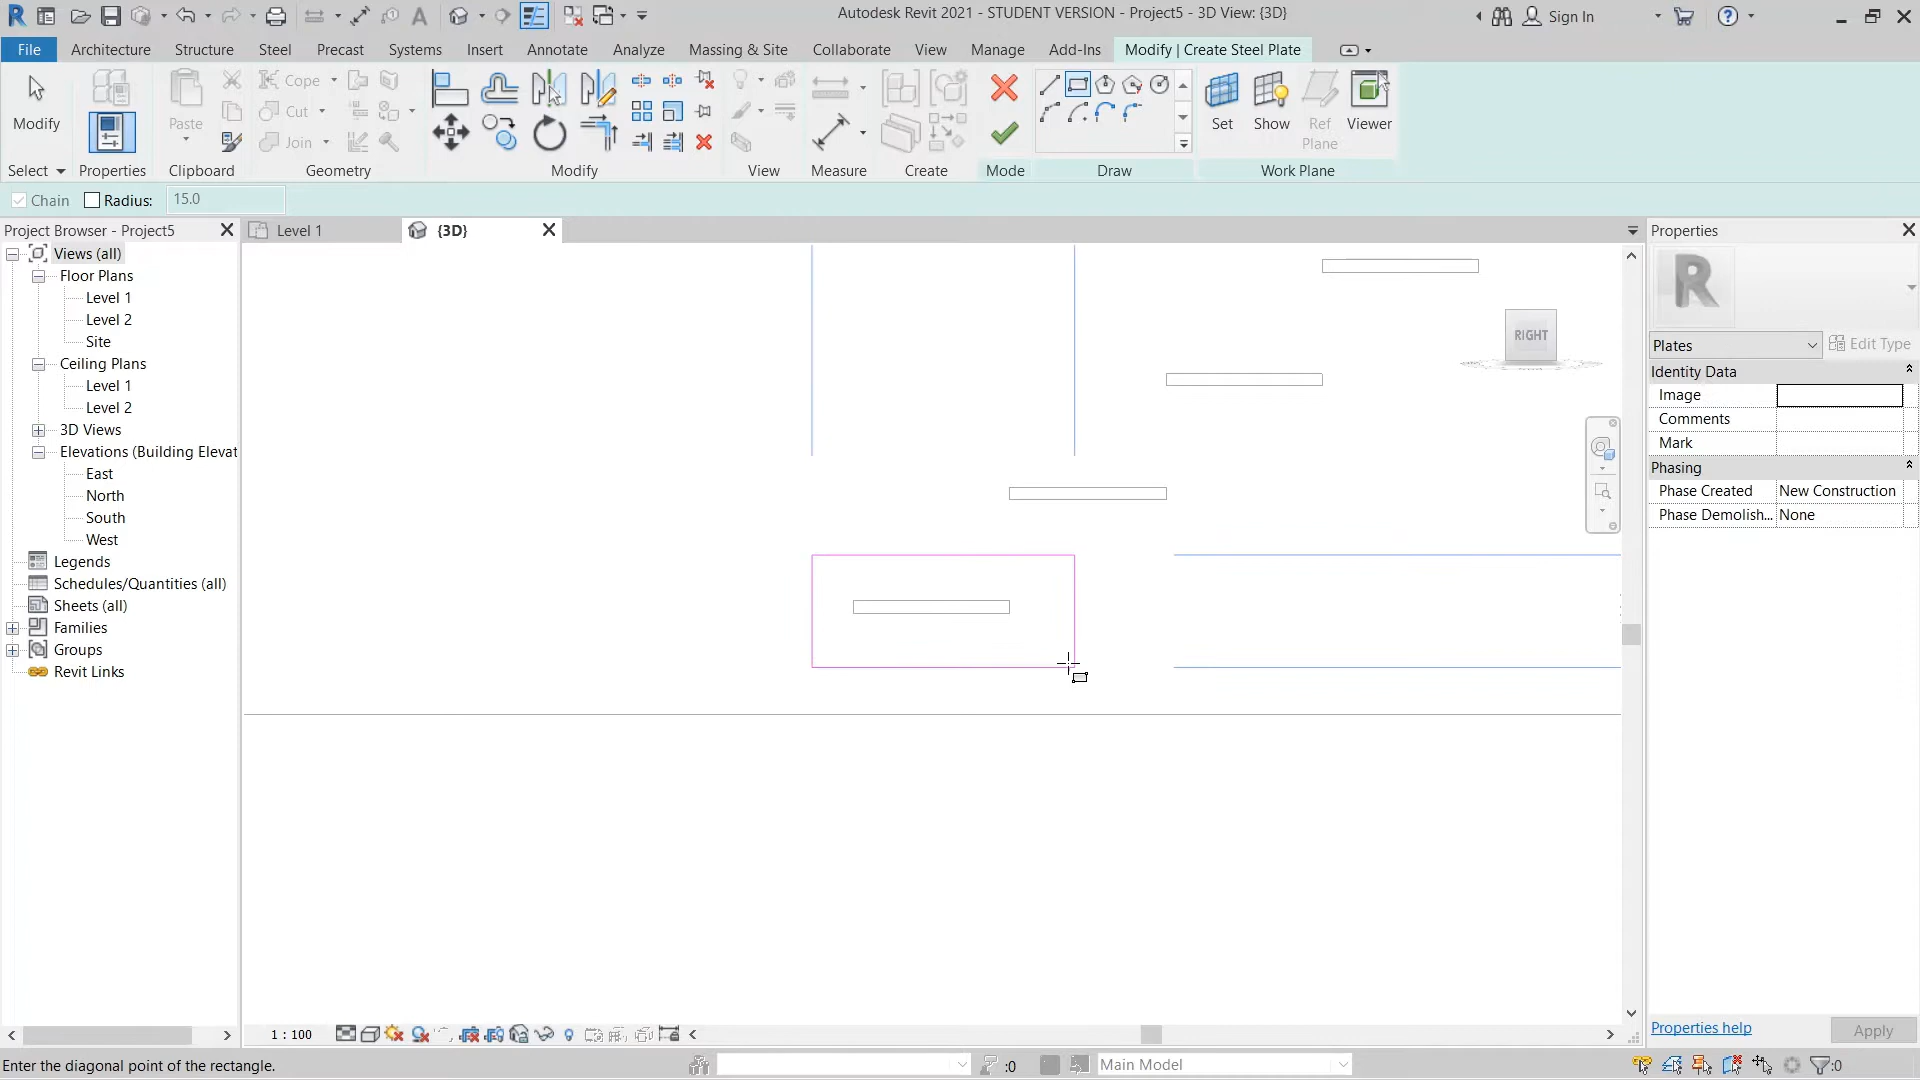 Autodesk Revit 2021 - STUDENT VERSION - Project5 - 3D View: {3D}
Sign In
File
Architecture
Structure
Steel
Precast
Systems
Insert
Annotate
Analyze
Massing & Site
Collaborate
View
Manage
Add-Ins
Modify | Create Steel Plate
Modify
Paste
Cope
Cut
Join
Set
Show
Ref
Plane
Viewer
Select
Properties
Clipboard
Geometry
Modify
View
Measure
Create
Mode
Draw
Work Plane
Chain
Radius:
15.0
Project Browser - Project5
Level 1
{3D}
Properties
Views (all)
Floor Plans
Level 1
Level 2
Site
Ceiling Plans
Level 1
Level 2
3D Views
Elevations (Building Elevat
East
North
South
West
Legends
Schedules/Quantities (all)
Sheets (all)
Families
Groups
Revit Links
RIGHT
R
Plates
Edit Type
Identity Data
Image
Comments
Mark
Phasing
Phase Created
New Construction
Phase Demolish...
None
Properties help
Apply
1 : 100
Enter the diagonal point of the rectangle.
:0
Main Model
:0